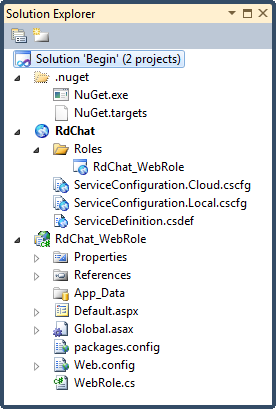 Solution Explorer
Solution 'Begin' (2 projects)
.nuget
NuGet.exe
NuGet.targets
RdChat
Roles
RdChat_WebRole
ServiceConfiguration.Cloud.cscfg
ServiceConfiguration.Local.cscfg
ServiceDefinition.csdef
RdChat_WebRole
Properties
References
App_Data
Default.aspx
Global.asax
packages.config
Web.config
WebRole.cs